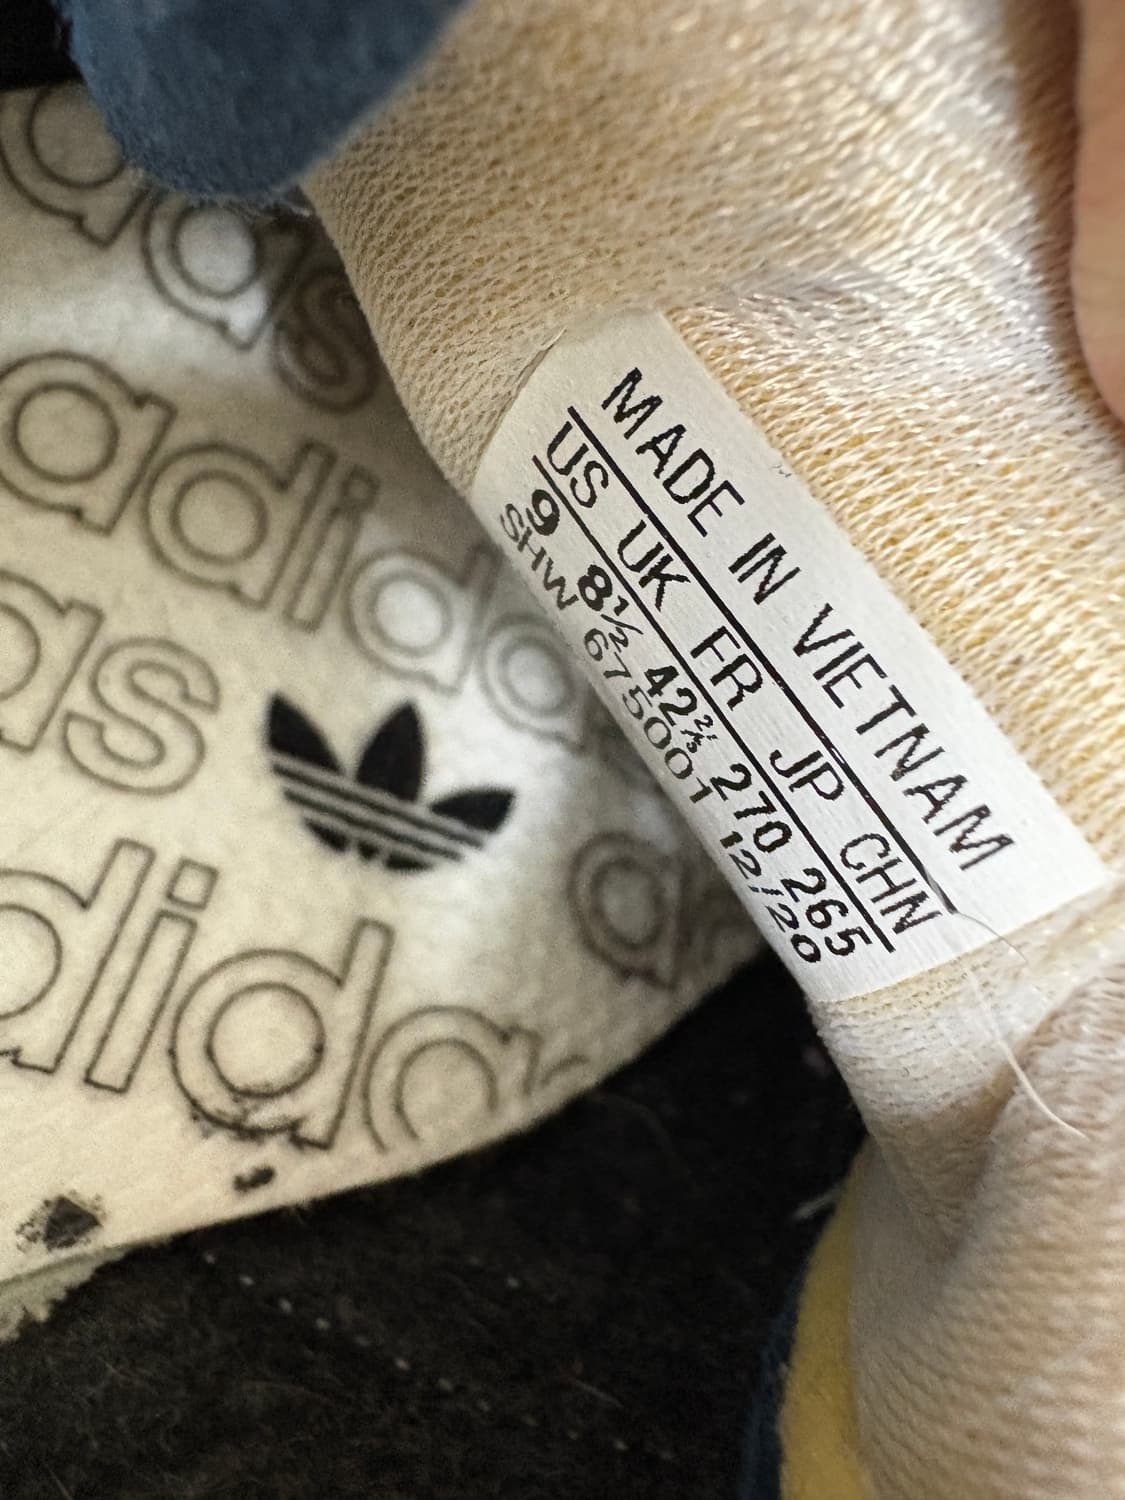 MADE IN VIETNAM
US UK FR JP CHN
9 8½ 42⅔ 270 265
SHW 675001 12/20
adidas
adidas